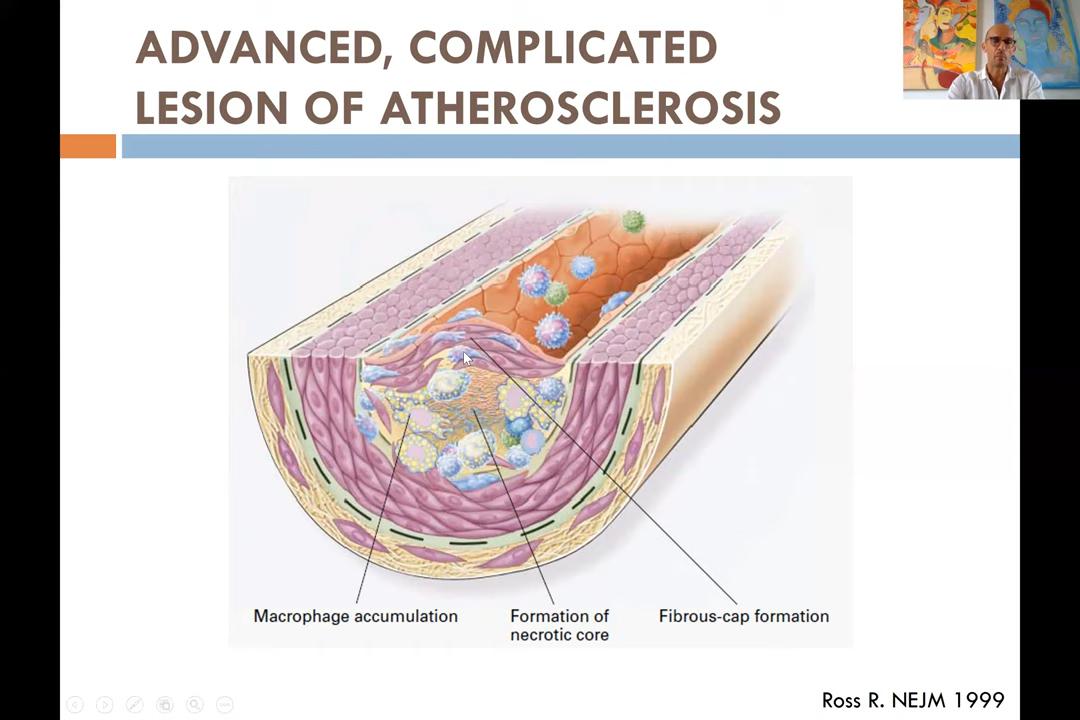 ADVANCED, COMPLICATED
LESION OF ATHEROSCLEROSIS
Macrophage accumulation
Formation of
necrotic core
Fibrous-cap formation
Ross R. NEJM 1999